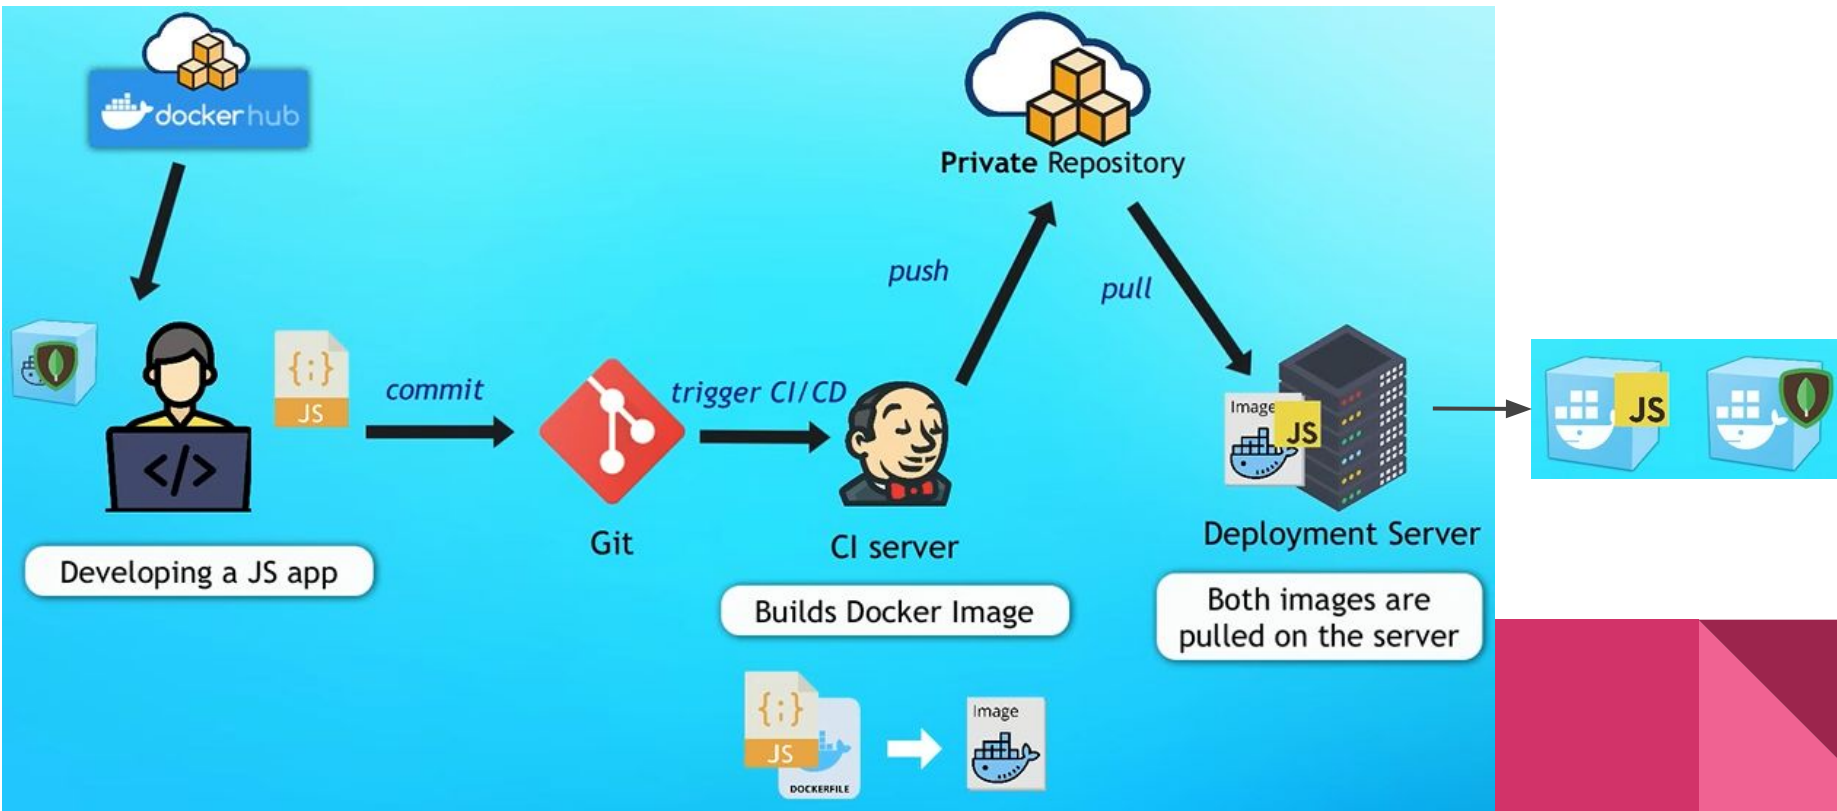 dockerhub
Private Repository
push
pull
{;}
JS
commit
trigger CI/CD
</>
Image
JS
JS
Git
CI server
Deployment Server
Developing a JS app
Builds Docker Image
Both images are
pulled on the server
{;}
JS
DOCKERFILE
Image